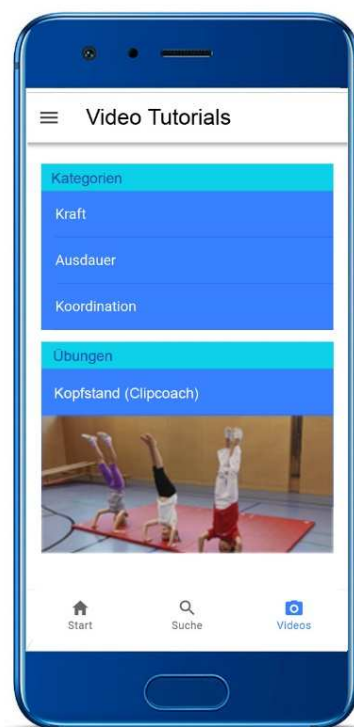 Video Tutorials
Kategorien
Kraft
Ausdauer
Koordination
Übungen
Kopfstand (Clipcoach)
Start
Suche
Videos